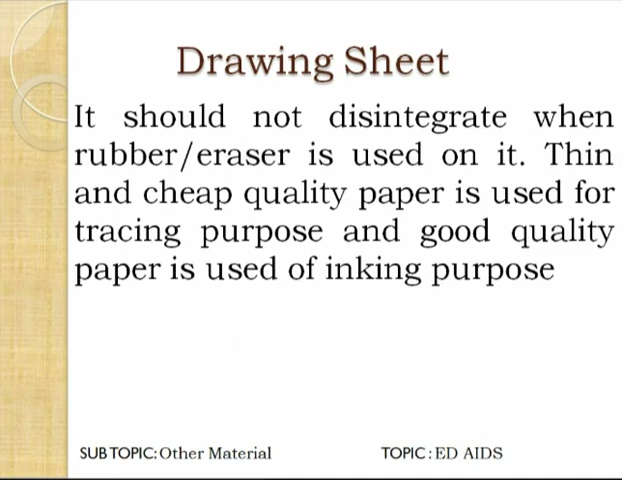 Drawing Sheet
It should not disintegrate when
rubber/eraser is used on it. Thin
and cheap quality paper is used for
tracing purpose and good quality
paper is used of inking purpose
SUB TOPIC: Other Material
TOPIC : ED AIDS